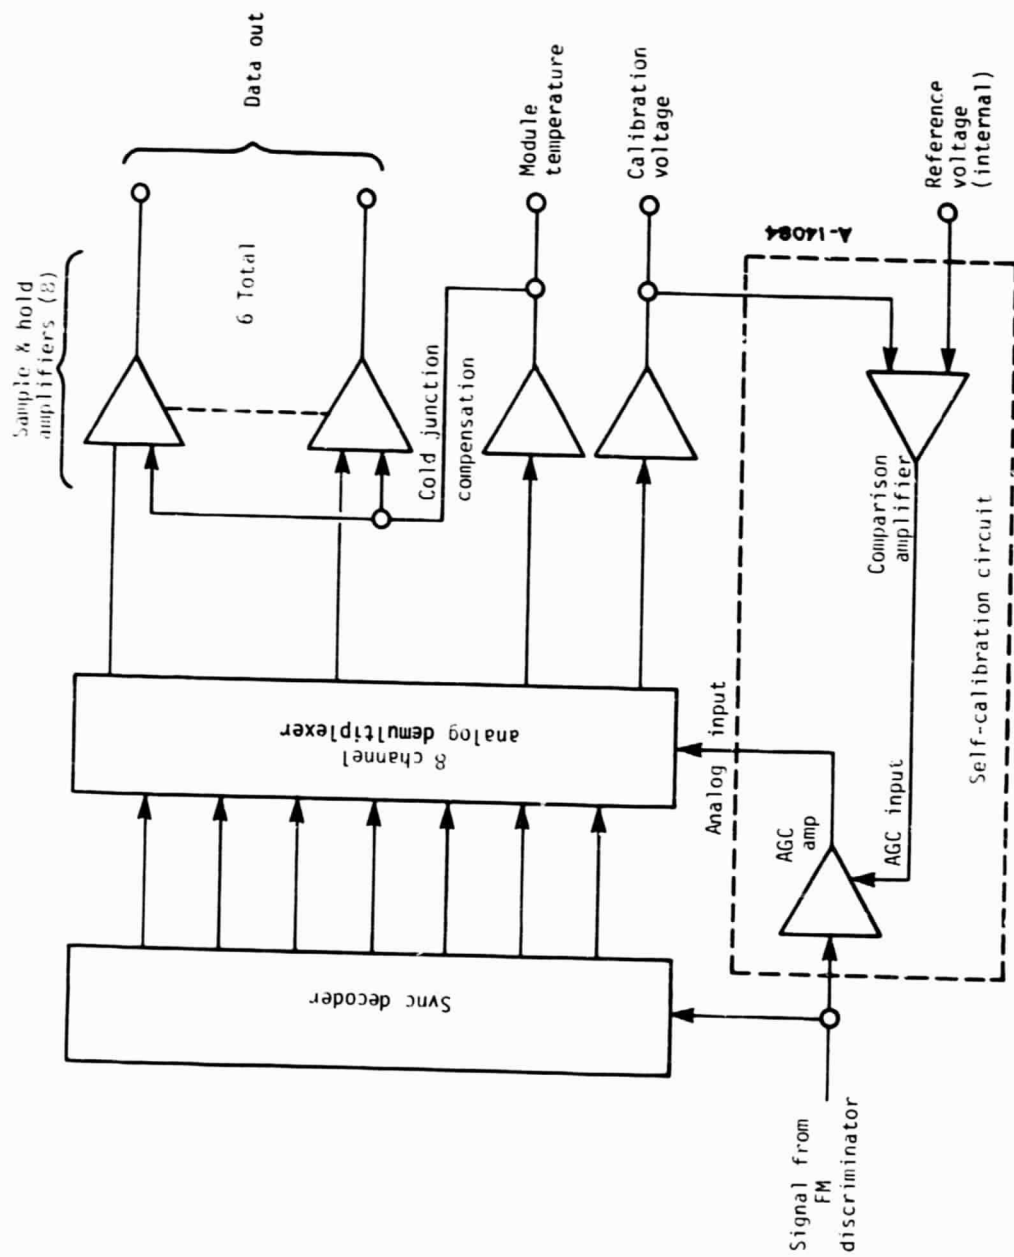 Sample & hold
amplifiers (8)
Data out
6 Total
Cold junction
compensation
Module
temperature
Calibration
voltage
8 channel
analog demultiplexer
Sync decoder
Analog input
A-14084
Reference
voltage
(internal)
AGC
amp
AGC input
Comparison
amplifier
Self-calibration circuit
Signal from
FM
discriminator